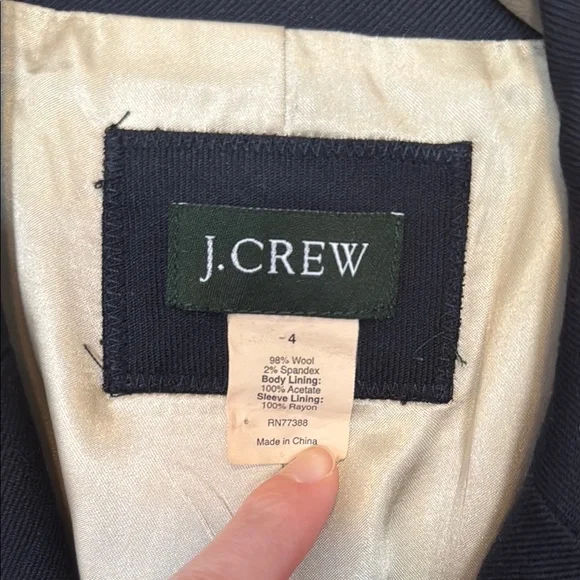 J.CREW
-4
98% Wool
2% Spandex
Body Lining:
100% Acetate
Sleeve Lining:
100% Rayon
RN77388
Made in China